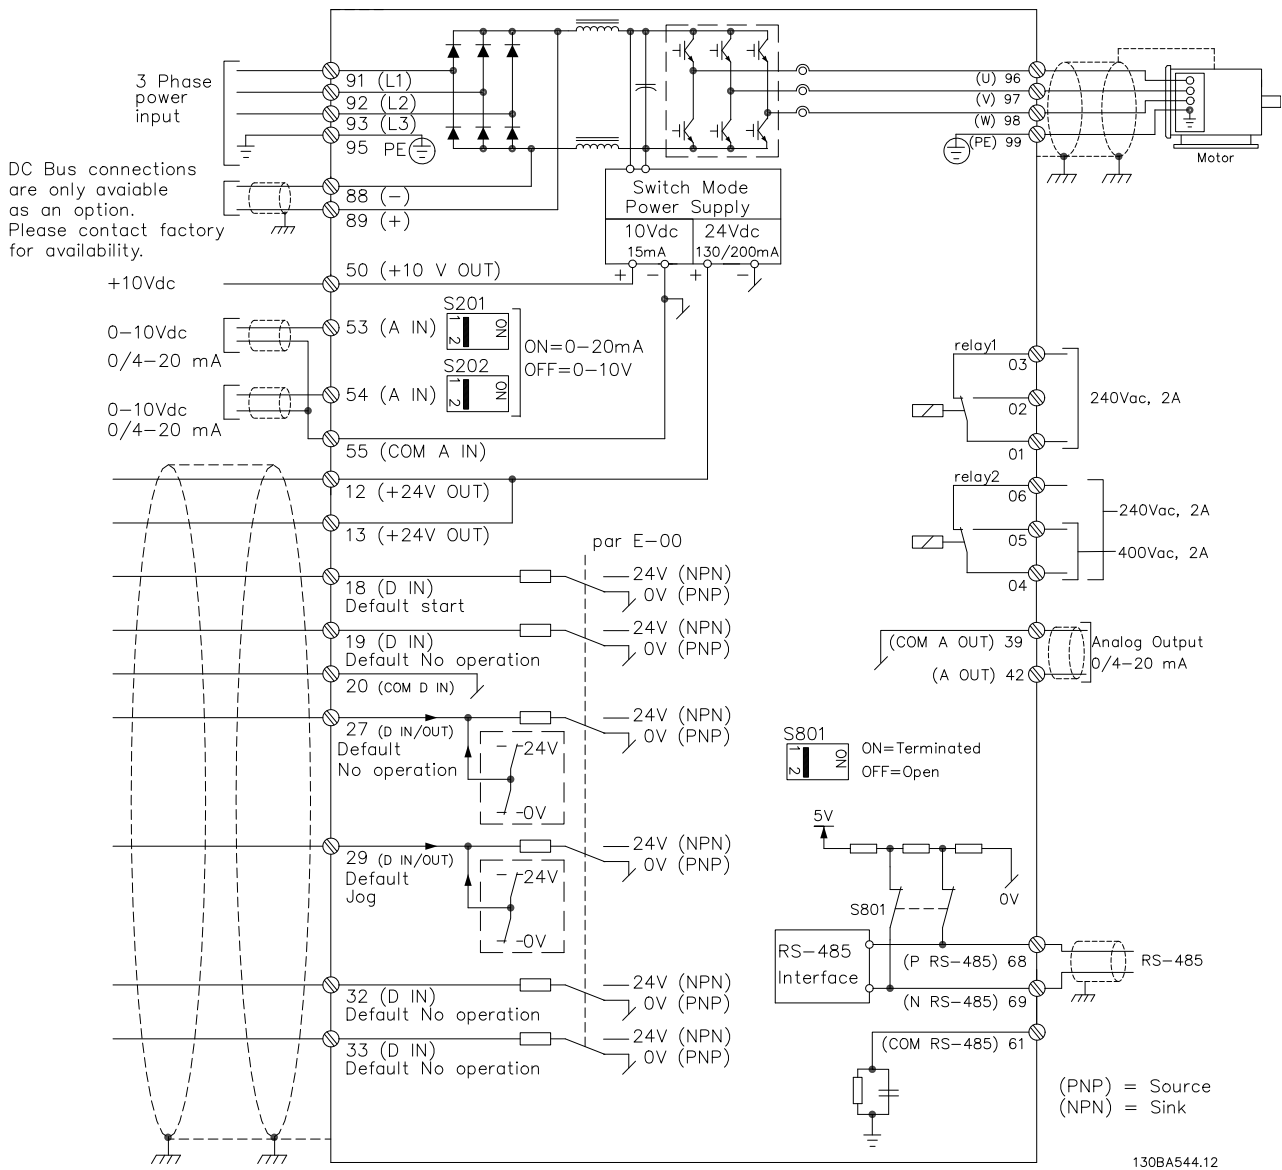 3 Phase
power
input
91 (L1)
92 (L2)
93 (L3)
95 PE
DC Bus connections
are only avaiable
as an option.
Please contact factory
for availability.
88 (−)
89 (+)
(U) 96
(V) 97
(W) 98
(PE) 99
Motor
Switch Mode
Power Supply
10Vdc
15mA
24Vdc
130/200mA
+ − + −
+10Vdc
50 (+10 V OUT)
0−10Vdc
0/4−20 mA
53 (A IN)
S201
1 2 ON
ON=0−20mA
OFF=0−10V
S202
1 2 ON
0−10Vdc
0/4−20 mA
54 (A IN)
55 (COM A IN)
12 (+24V OUT)
13 (+24V OUT)
par E-00
18 (D IN)
Default start
24V (NPN)
0V (PNP)
19 (D IN)
Default No operation
24V (NPN)
0V (PNP)
20 (COM D IN)
27 (D IN/OUT)
Default
No operation
24V (NPN)
0V (PNP)
24V
0V
29 (D IN/OUT)
Default
Jog
24V (NPN)
0V (PNP)
24V
0V
32 (D IN)
Default No operation
24V (NPN)
0V (PNP)
33 (D IN)
Default No operation
24V (NPN)
0V (PNP)
relay1
03
02
01
240Vac, 2A
relay2
06
05
04
240Vac, 2A
400Vac, 2A
(COM A OUT) 39
(A OUT) 42
Analog Output
0/4−20 mA
S801
1 2 ON
ON=Terminated
OFF=Open
5V
0V
S801
RS−485
Interface
(P RS−485) 68
(N RS−485) 69
RS−485
(COM RS−485) 61
(PNP) = Source
(NPN) = Sink
130BA544.12